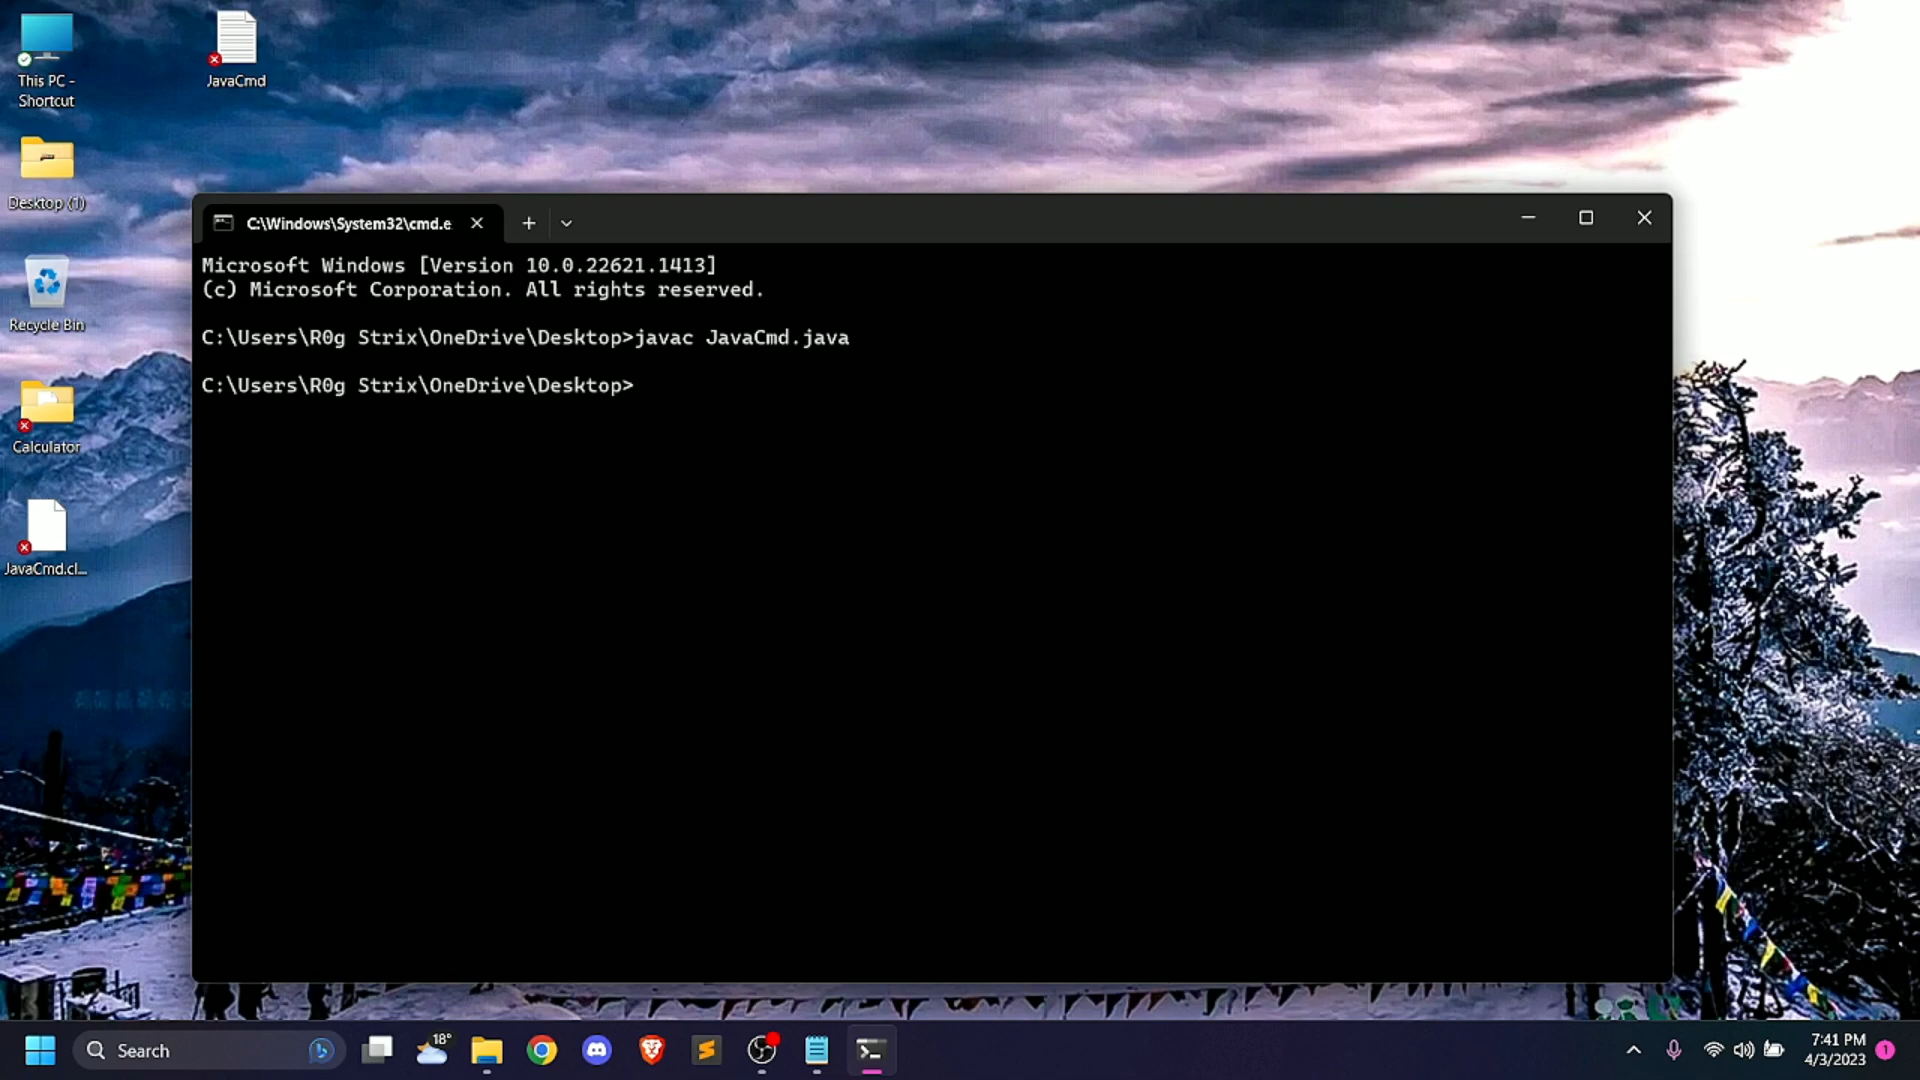 This PC -
Shortcut
JavaCmd
Desktop (1)
Recycle Bin
Calculator
JavaCmd.cl...
C:\Windows\System32\cmd.e
Microsoft Windows [Version 10.0.22621.1413]
(c) Microsoft Corporation. All rights reserved.
C:\Users\R0g Strix\OneDrive\Desktop>javac JavaCmd.java
C:\Users\R0g Strix\OneDrive\Desktop>
Search
18°
7:41 PM
4/3/2023
1